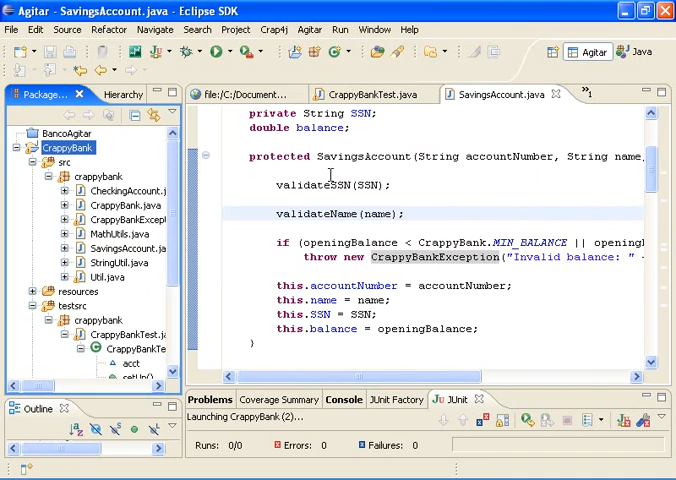 Agitar - SavingsAccount.java - Eclipse SDK
File Edit Source Refactor Navigate Search Project Crap4j Agitar Run Window Help
Agitar Java
Package... Hierarchy
file:/C:/Document... CrappyBankTest.java SavingsAccount.java »1
BancoAgitar
CrappyBank
src
crappybank
CheckingAccount.j
CrappyBank.java
CrappyBankExcep
MathUtils.java
SavingsAccount.ja
StringUtil.java
Util.java
resources
testsrc
crappybank
CrappyBankTest.ja
CrappyBankTe
acct
setUp()
private String SSN;
double balance;
protected SavingsAccount(String accountNumber, String name,
validateSSN(SSN);
validateName(name);
if (openingBalance < CrappyBank.MIN_BALANCE || openingB
throw new CrappyBankException("Invalid balance: " +
this.accountNumber = accountNumber;
this.name = name;
this.SSN = SSN;
this.balance = openingBalance;
}
Outline
Problems Coverage Summary Console JUnit Factory JUnit
Launching CrappyBank (2)...
Runs: 0/0 Errors: 0 Failures: 0